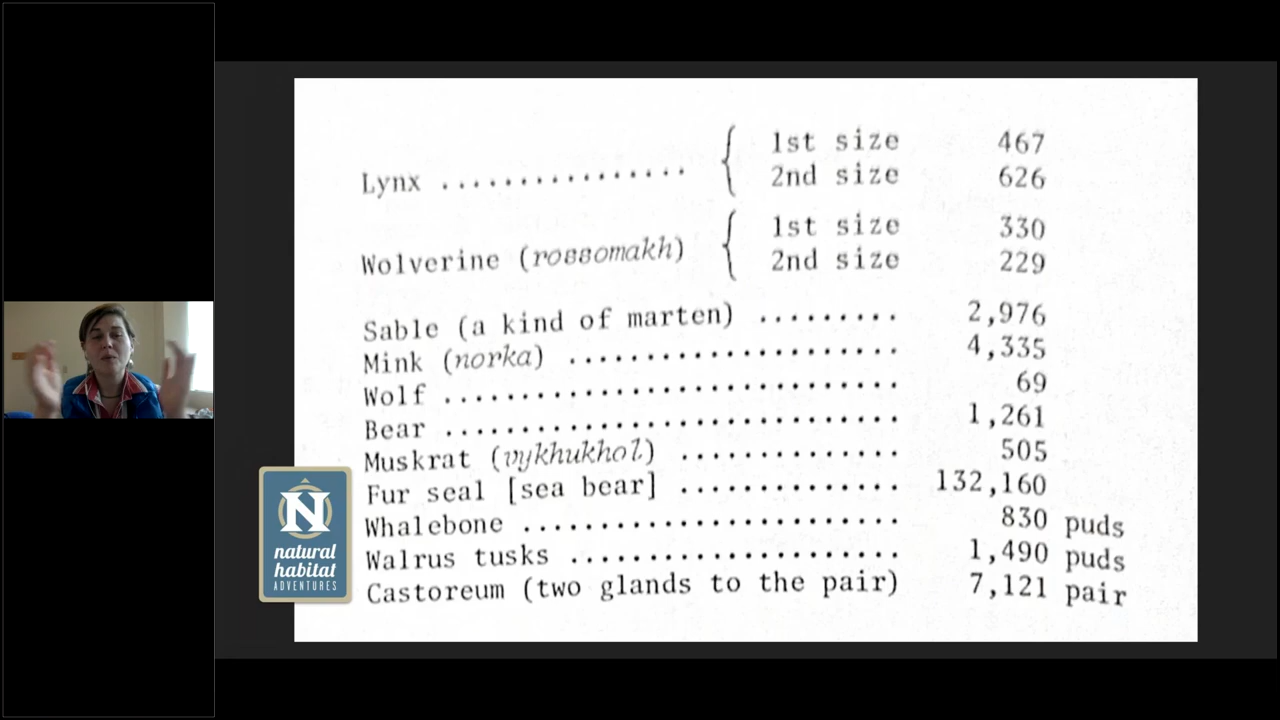 1st size 467
Lynx ................ { 2nd size 626
1st size 330
Wolverine (rossomakh) { 2nd size 229
Sable (a kind of marten) ......... 2,976
Mink (norka) ...................... 4,335
Wolf .............................. 69
Bear .............................. 1,261
Muskrat (vykhukhol) .............. 505
Fur seal [sea bear] .............. 132,160
Whalebone ........................ 830 puds
Walrus tusks ..................... 1,490 puds
Castoreum (two glands to the pair) 7,121 pair
N
natural
habitat
ADVENTURES